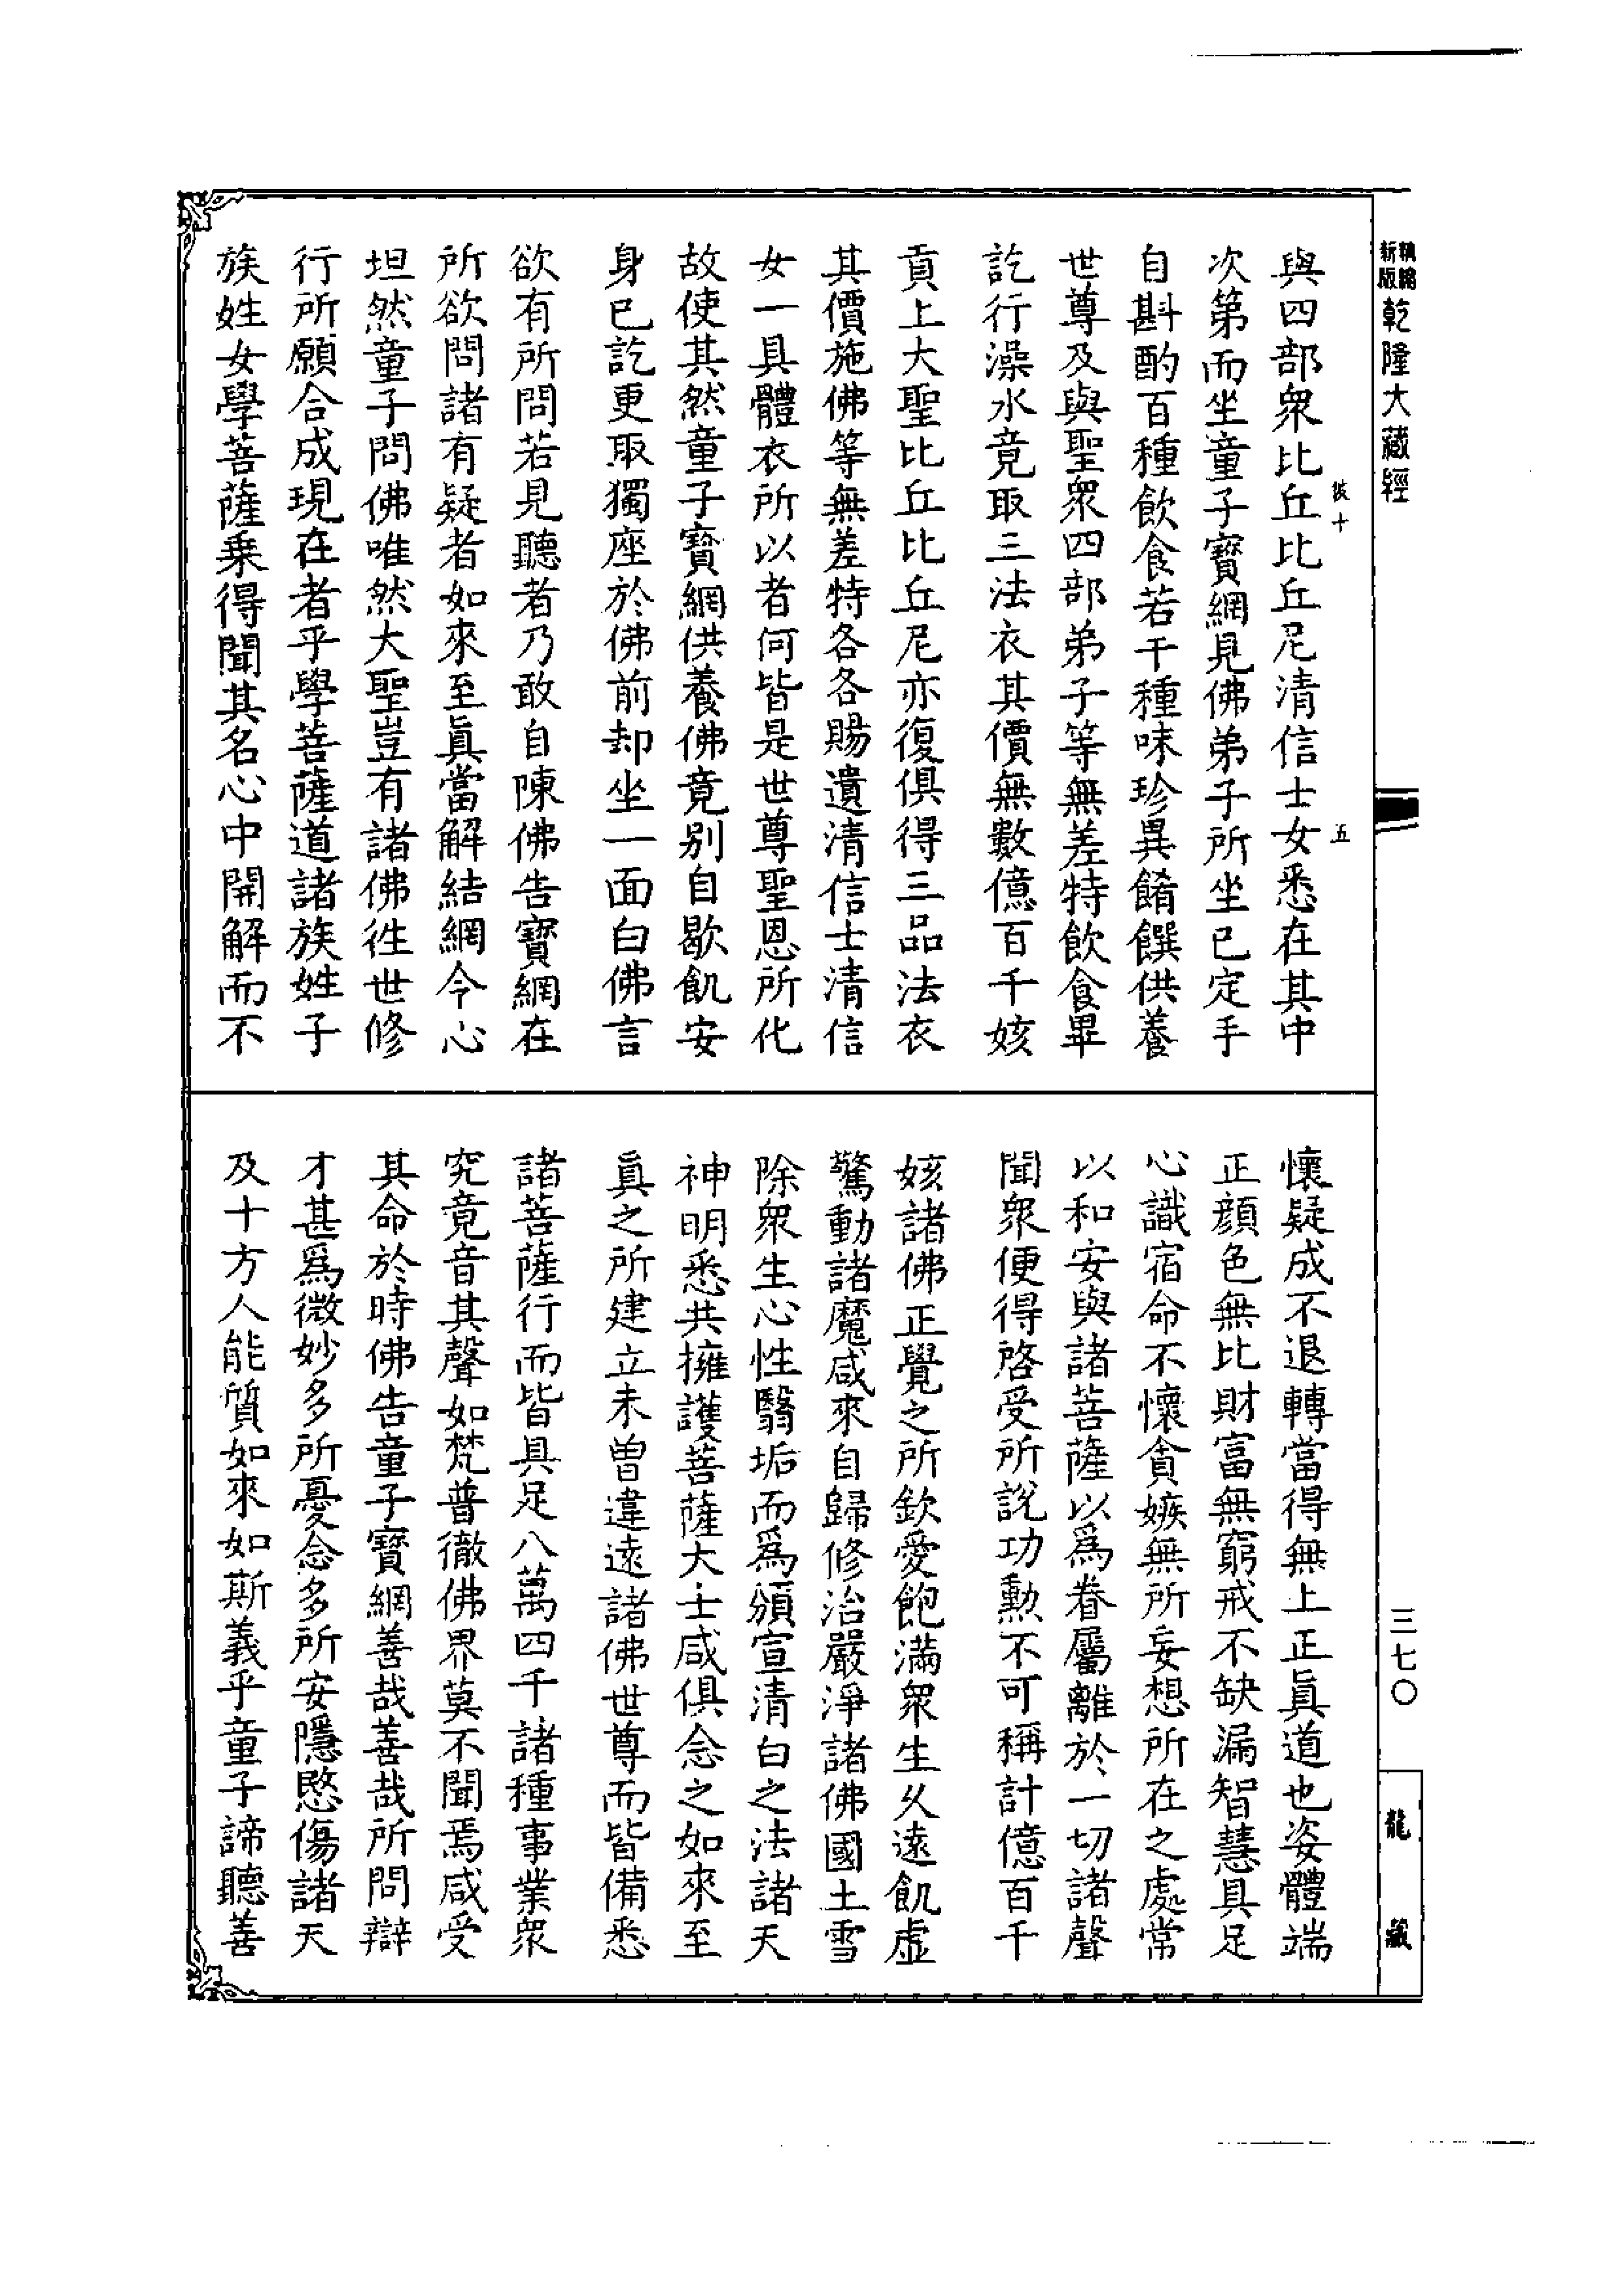 新版
精縮
乾隆大藏經
三七〇
龍藏
彼十
五
與四部眾比丘比丘尼清信士女悉在其中
次第而坐童子寶網見佛弟子所坐已定手
自斟酌百種飲食若干種味珍異餚饌供養
世尊及與聖眾四部弟子等無差特飲食畢
訖行澡水竟取三法衣其價無數億百千姟
貢上大聖比丘比丘尼亦復俱得三品法衣
其價施佛等無差特各各賜遺清信士清信
女一具體衣所以者何皆是世尊聖恩所化
故使其然童子寶網供養佛竟別自歇飢安
身已訖更取獨座於佛前却坐一面白佛言
欲有所問若見聽者乃敢自陳佛告寶網在
所欲問諸有疑者如來至真當解結網今心
坦然童子問佛唯然大聖豈有諸佛往世修
行所願合成現在者乎學菩薩道諸族姓子
族姓女學菩薩乘得聞其名心中開解而不
懷疑成不退轉當得無上正真道也姿體端
正顏色無比財富無窮戒不缺漏智慧具足
心識宿命不懷貪嫉無所妄想所在之處常
以和安與諸菩薩以為眷屬離於一切諸聲
聞眾便得啓受所說功勳不可稱計億百千
姟諸佛正覺之所欽愛飽滿眾生久遠飢虛
驚動諸魔咸來自歸修治嚴淨諸佛國土雪
除眾生心性翳垢而為頒宣清白之法諸天
神明悉共擁護菩薩大士咸俱念之如來至
真之所建立未曾違遠諸佛世尊而皆備悉
諸菩薩行而皆具足八萬四千諸種事業眾
究竟音其聲如梵普徹佛界莫不聞焉咸受
其命於時佛告童子寶網善哉善哉所問辯
才甚為微妙多所憂念多所安隱愍傷諸天
及十方人能質如來如斯義乎童子諦聽善